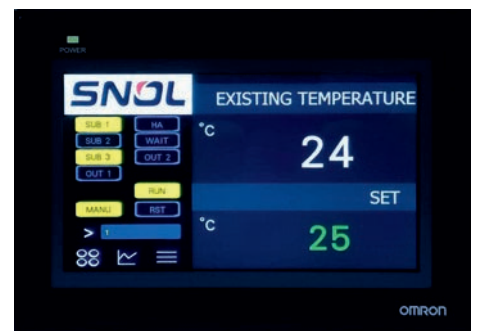 POWER
SNOL
EXISTING TEMPERATURE
SUB 1 HA
SUB 2 WAIT
SUB 3 OUT 2
OUT 1
RUN
MANU RST
> 1
°C 24
SET
°C 25
OMRON